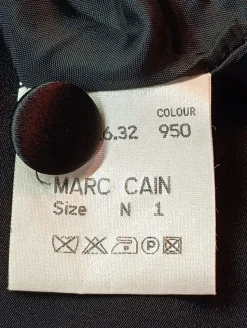 COLOUR
6.32 950
MARC CAIN
Size N 1
P